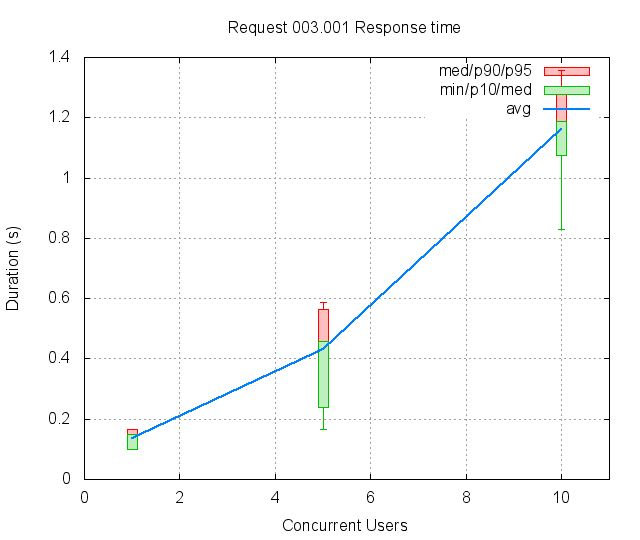 Request 003.001 Response time
med/p90/p95
min/p10/med
avg
1.4
1.2
1
0.8
0.6
0.4
0.2
0
Duration (s)
0 2 4 6 8 10
Concurrent Users